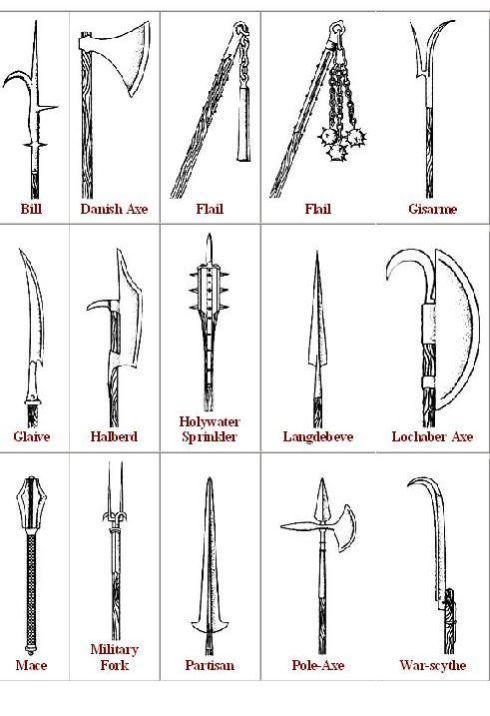 Bill
Danish Axe
Flail
Flail
Gisarme
Glaive
Halberd
Holywater
Sprinkler
Langdebeve
Lochaber Axe
Mace
Military
Fork
Partisan
Pole-Axe
War-scythe